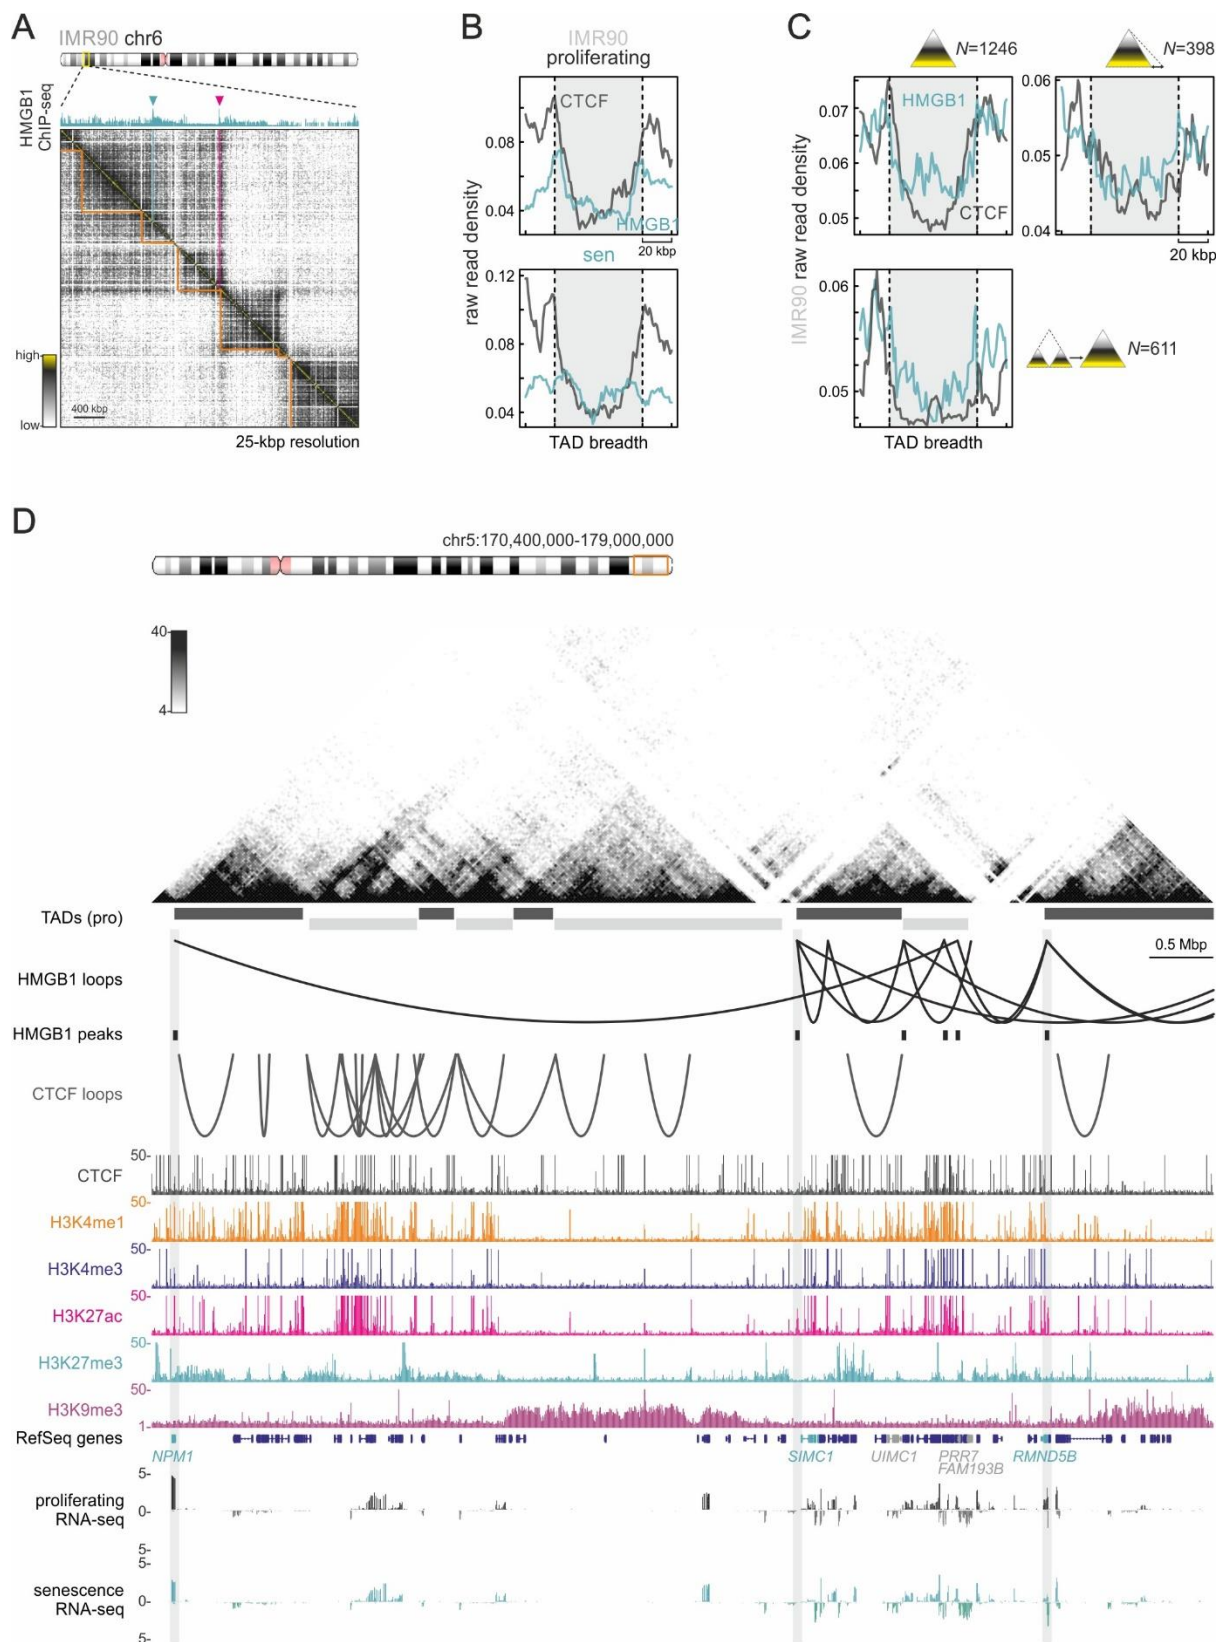 A
IMR90 chr6
HMGB1
ChIP-seq
high-
low-
400 kbp
25-kbp resolution
B
IMR90
proliferating
CTCF
0.08
0.04
HMGB1
20 kbp
sen
raw read density
0.12
0.08
0.04
TAD breadth
C
N=1246
N=398
HMGB1
0.07
0.06
0.05
CTCF
0.06
0.05
0.04
20 kbp
IMR90 raw read density
0.06
0.05
N=611
TAD breadth
D
chr5:170,400,000-179,000,000
40-
4-
TADs (pro)
0.5 Mbp
HMGB1 loops
HMGB1 peaks
CTCF loops
50-
CTCF
50-
H3K4me1
50-
H3K4me3
50-
H3K27ac
50-
H3K27me3
50-
H3K9me3
1-
RefSeq genes
NPM1 SIMC1 UIMC1 PRR7 RMND5B
FAM193B
5-
proliferating
RNA-seq
0-
5-
5-
senescence
RNA-seq
0-
5-